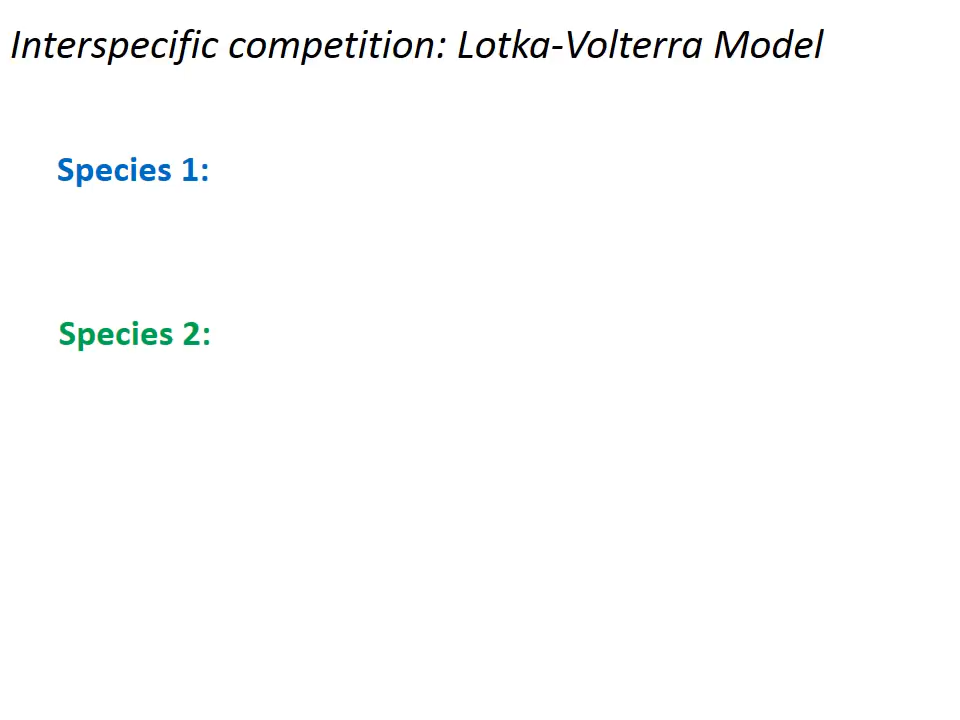 Interspecific competition: Lotka-Volterra Model
Species 1:
Species 2: